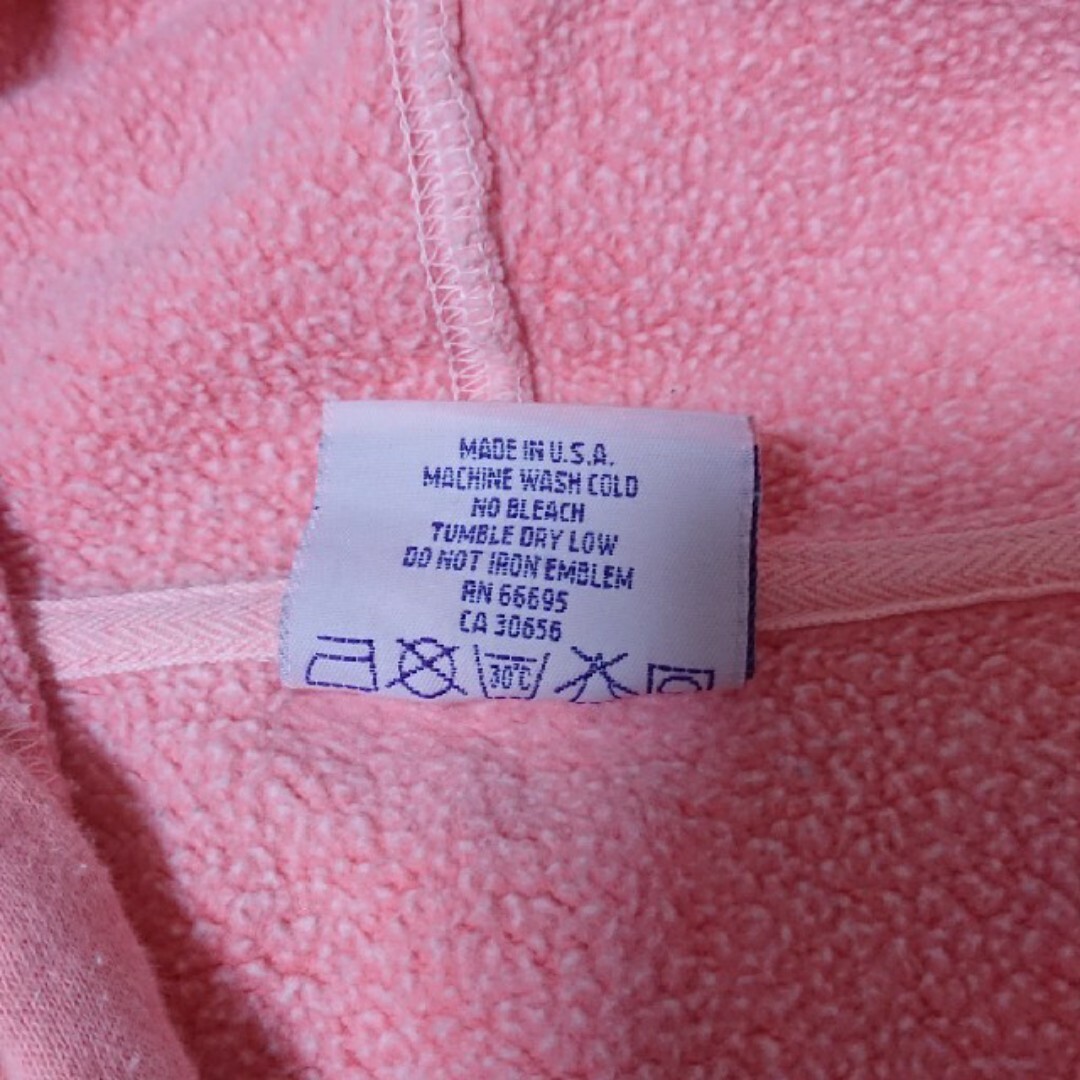 MADE IN U.S.A.
MACHINE WASH COLD
NO BLEACH
TUMBLE DRY LOW
DO NOT IRON EMBLEM
RN 66695
CA 30656
30°C